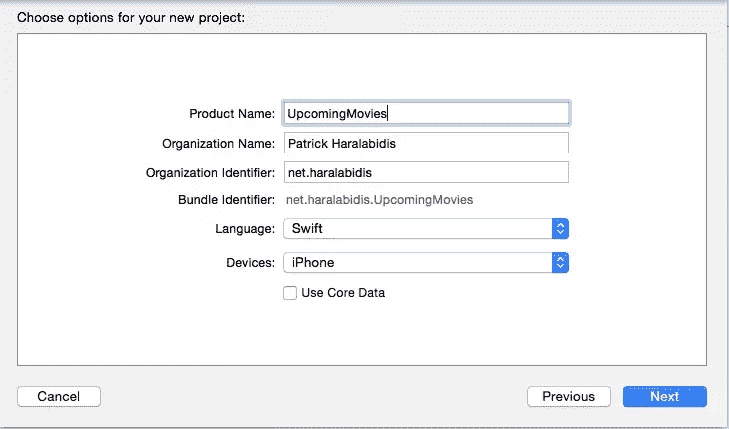 Choose options for your new project:
Product Name: UpcomingMovies
Organization Name: Patrick Haralabidis
Organization Identifier: net.haralabidis
Bundle Identifier: net.haralabidis.UpcomingMovies
Language: Swift
Devices: iPhone
Use Core Data
Cancel Previous Next